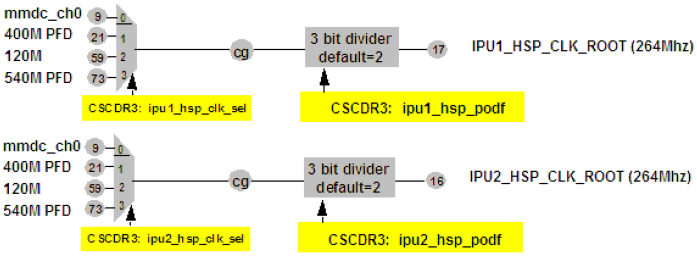 mmdc_ch0 9 0
400M PFD 21 1
120M 59 2
540M PFD 73 3
cg
3 bit divider
default=2
17 IPU1_HSP_CLK_ROOT (264Mhz)
CSCDR3: ipu1_hsp_clk_sel
CSCDR3: ipu1_hsp_podf
mmdc_ch0 9 0
400M PFD 21 1
120M 59 2
540M PFD 73 3
cg
3 bit divider
default=2
16 IPU2_HSP_CLK_ROOT (264Mhz)
CSCDR3: ipu2_hsp_clk_sel
CSCDR3: ipu2_hsp_podf